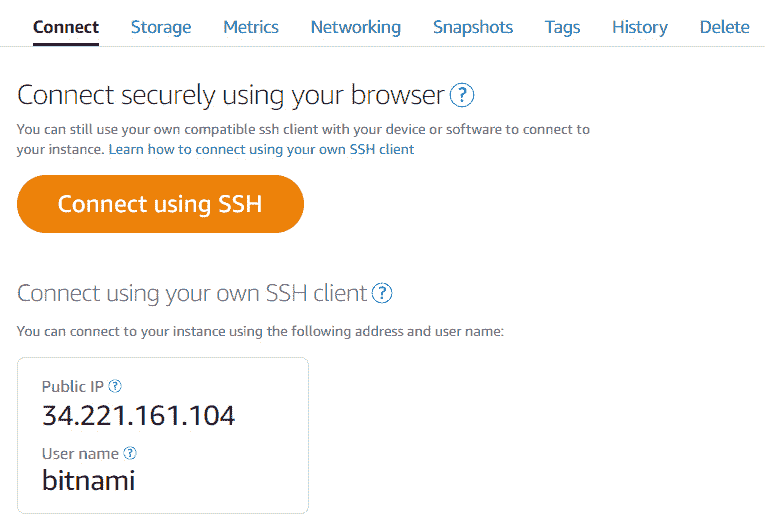 Connect Storage Metrics Networking Snapshots Tags History Delete
Connect securely using your browser ?
You can still use your own compatible ssh client with your device or software to connect to
your instance. Learn how to connect using your own SSH client
Connect using SSH
Connect using your own SSH client ?
You can connect to your instance using the following address and user name:
Public IP ?
34.221.161.104
User name ?
bitnami